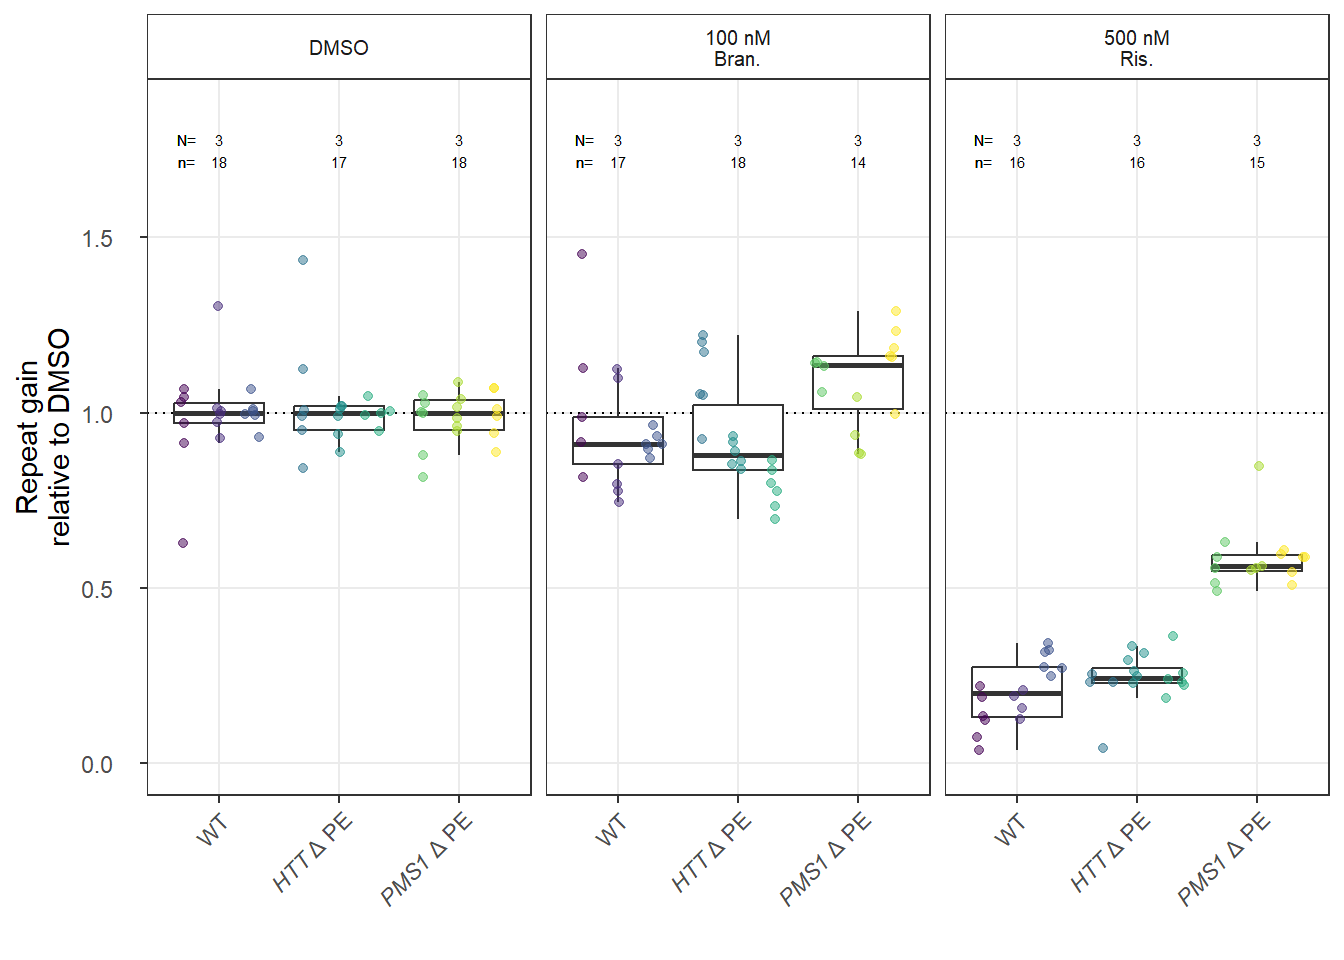 DMSO
100 nM
Bran.
500 nM
Ris.
N= 3 3 3
n= 18 17 18
N= 3 3 3
n= 17 18 14
N= 3 3 3
n= 16 16 15
Repeat gain
relative to DMSO
1.5
1.0
0.5
0.0
WT
HTT Δ PE
PMS1 Δ PE
WT
HTT Δ PE
PMS1 Δ PE
WT
HTT Δ PE
PMS1 Δ PE